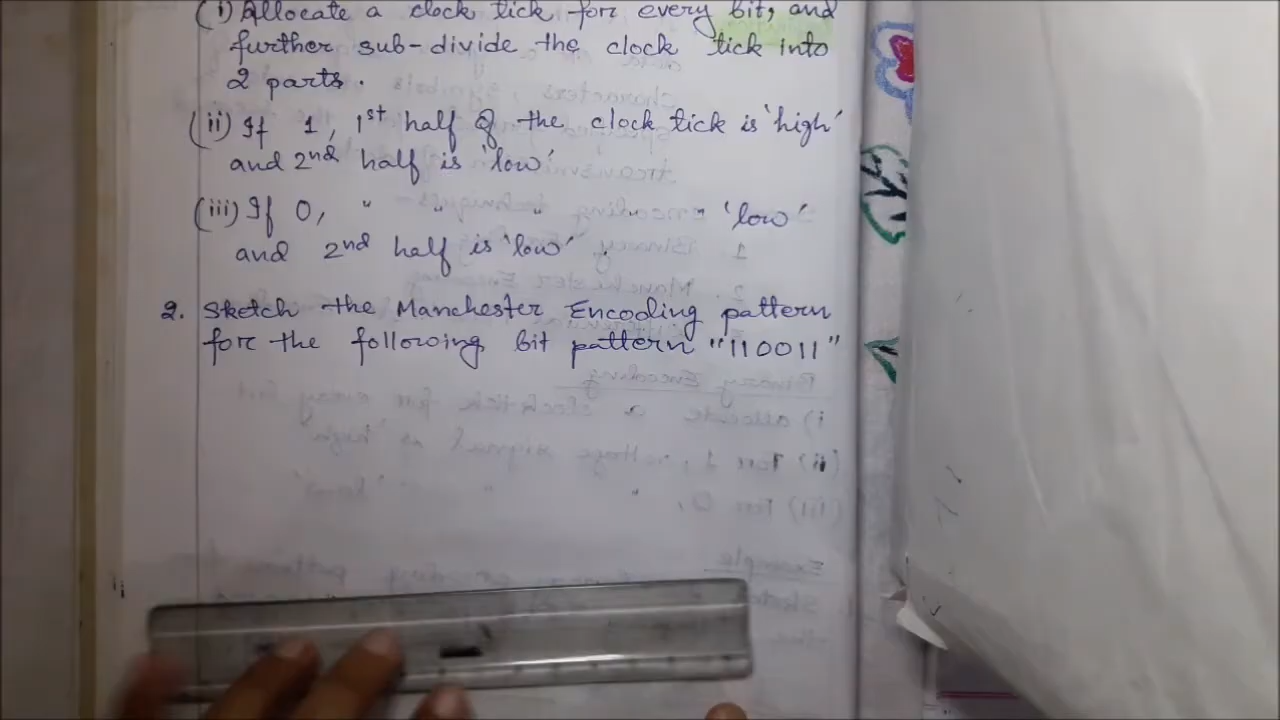 (i) Allocate a clock tick for every bit, and
further sub-divide the clock tick into
2 parts.
(ii) If 1, 1st half of the clock tick is 'high'
and 2nd half is 'low'
(iii) If 0, " " " " 'low'
and 2nd half is 'low'.
2. Sketch the Manchester Encoding pattern
for the following bit pattern "110011"